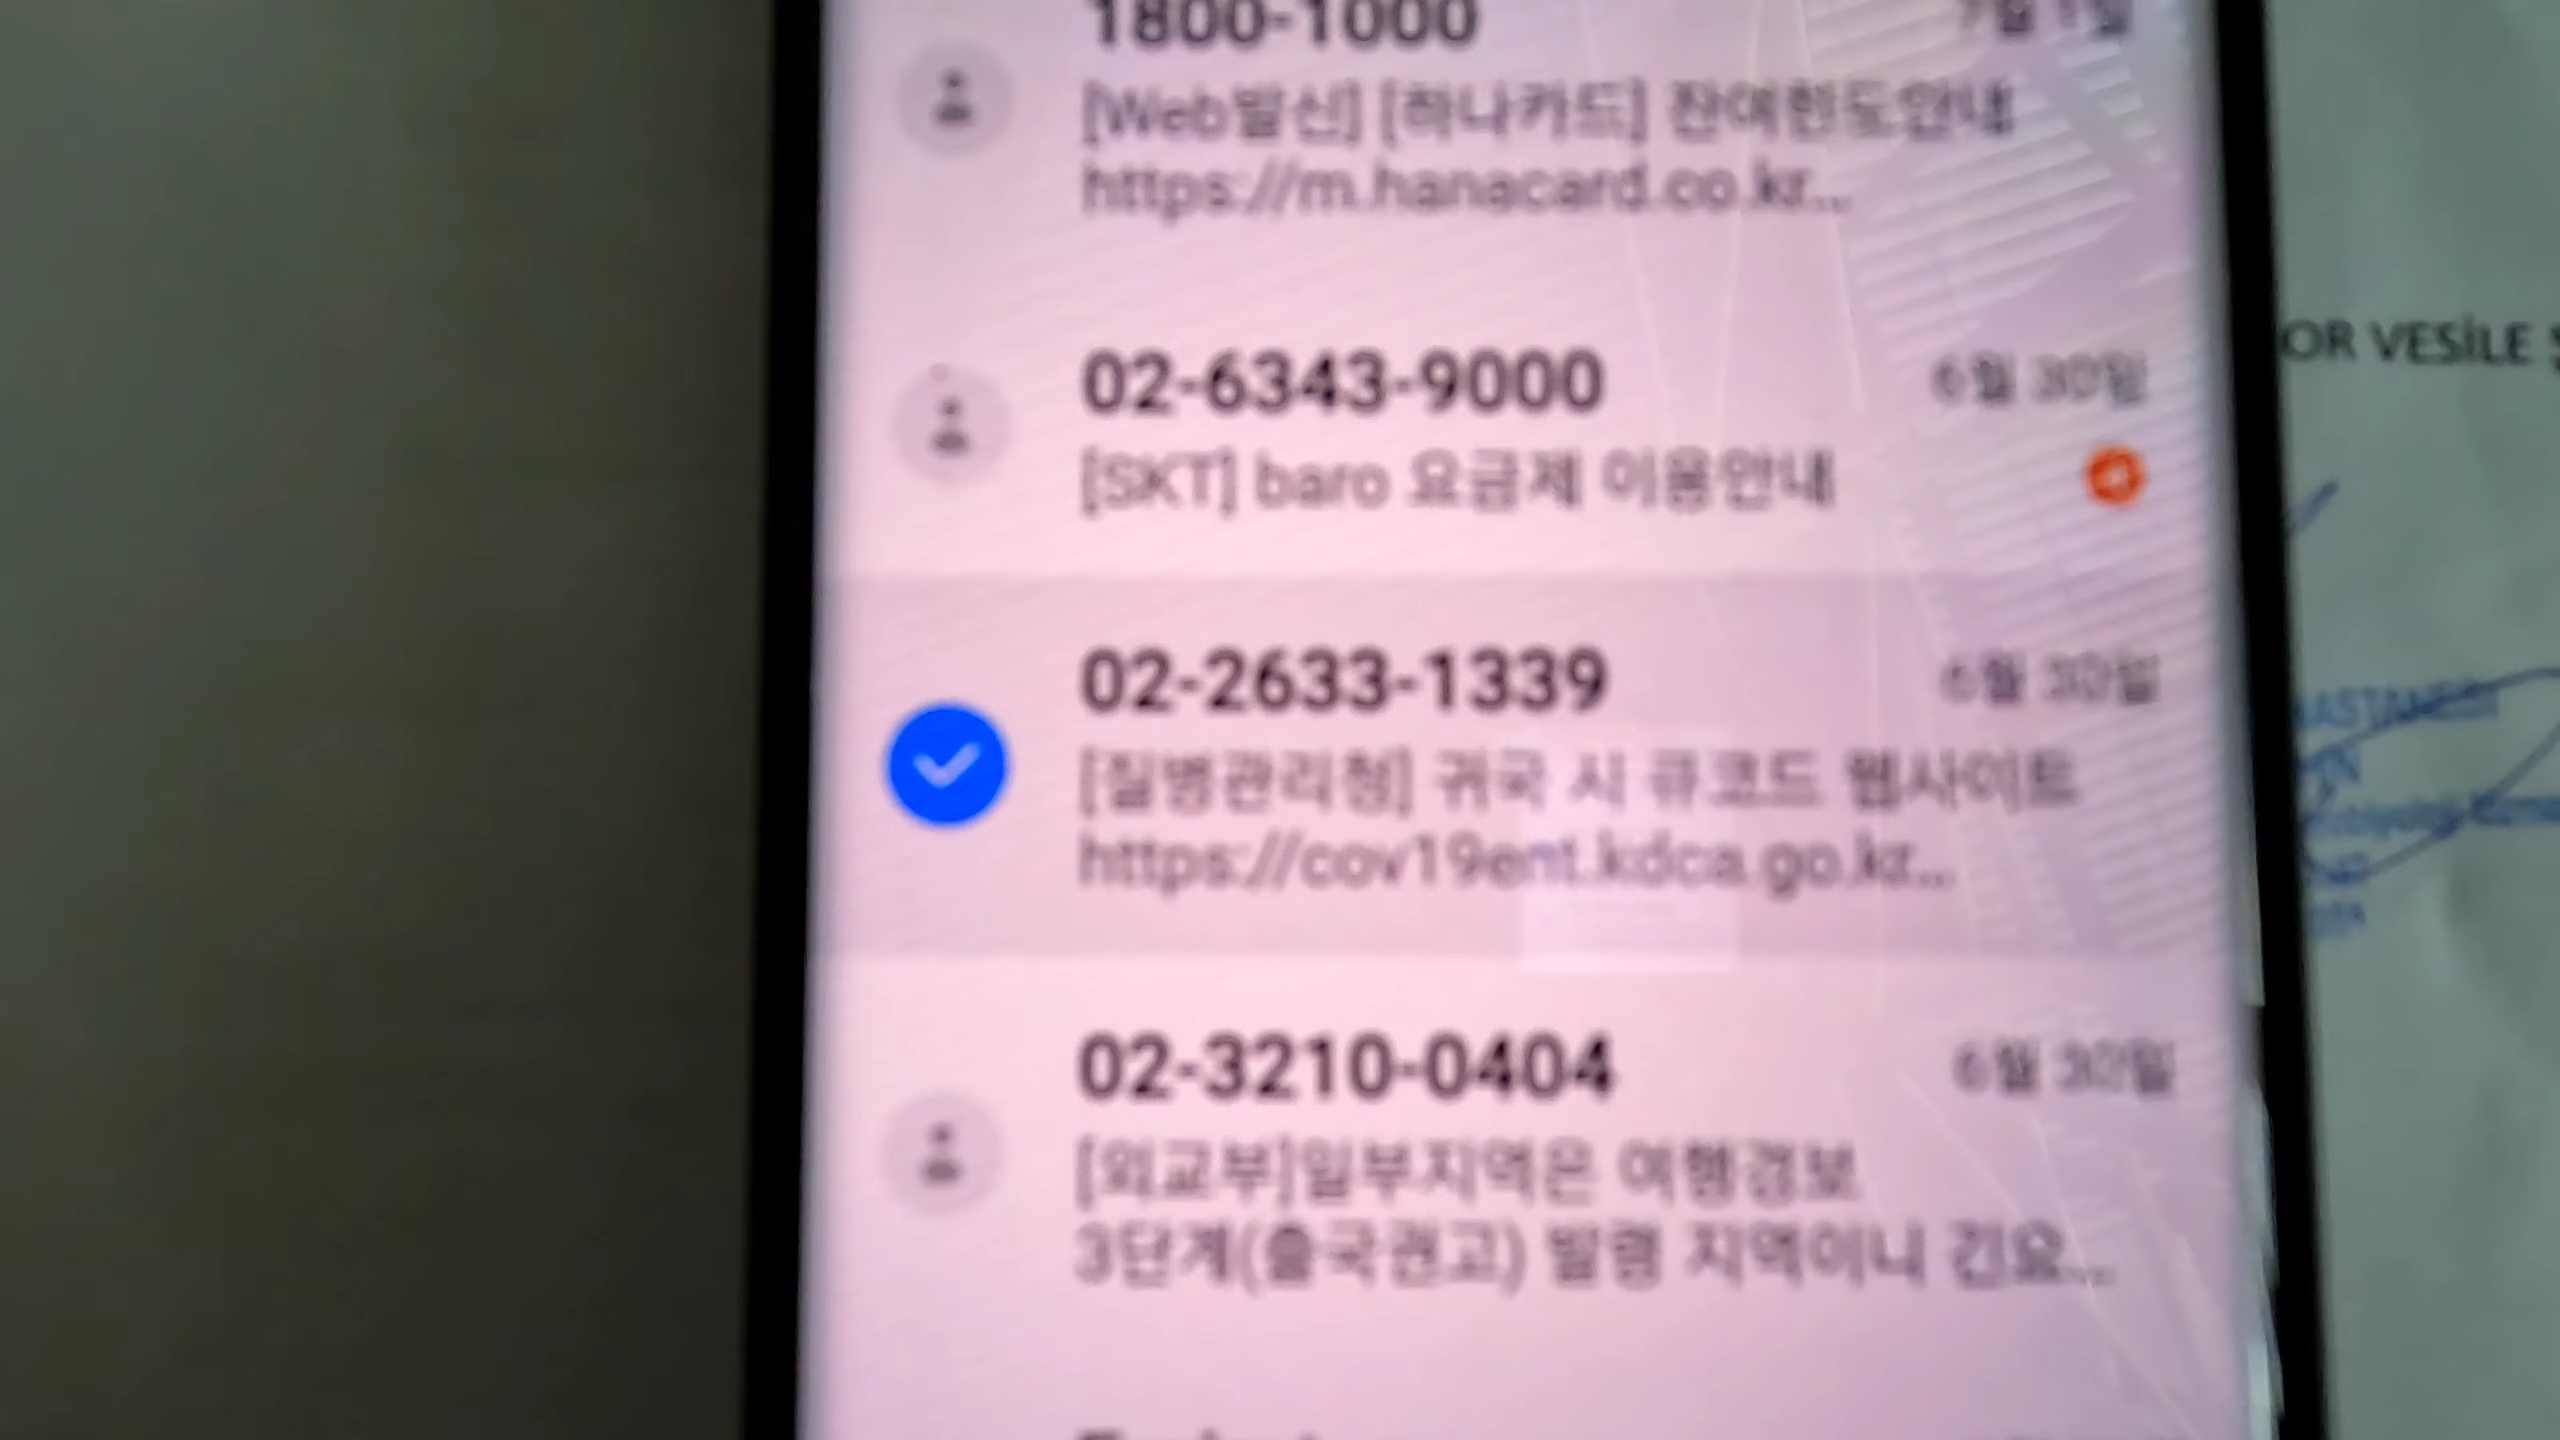 1800-1000
7월 1일
[Web발신] [하나카드] 잔여한도안내
https://m.hanacard.co.kr...
02-6343-9000
6월 30일
[SKT] baro 요금제 이용안내
02-2633-1339
6월 30일
[질병관리청] 귀국 시 큐코드 웹사이트
https://cov19ent.kdca.go.kr...
02-3210-0404
6월 30일
[외교부]일부지역은 여행경보
3단계(출국권고) 발령 지역이니 긴요...
OR VESİLE